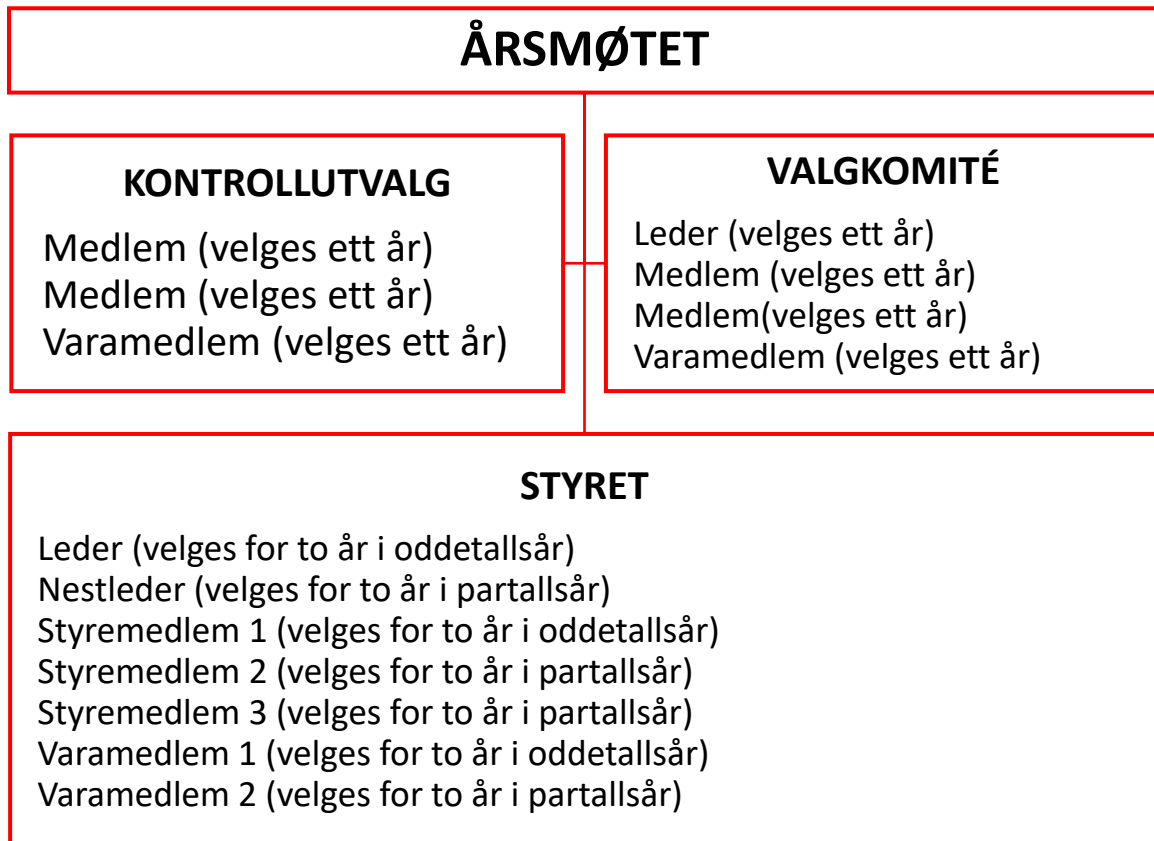 ÅRSMØTET
KONTROLLUTVALG
Medlem (velges ett år)
Medlem (velges ett år)
Varamedlem (velges ett år)
VALGKOMITÉ
Leder (velges ett år)
Medlem (velges ett år)
Medlem(velges ett år)
Varamedlem (velges ett år)
STYRET
Leder (velges for to år i oddetallsår)
Nestleder (velges for to år i partallsår)
Styremedlem 1 (velges for to år i oddetallsår)
Styremedlem 2 (velges for to år i partallsår)
Styremedlem 3 (velges for to år i partallsår)
Varamedlem 1 (velges for to år i oddetallsår)
Varamedlem 2 (velges for to år i partallsår)